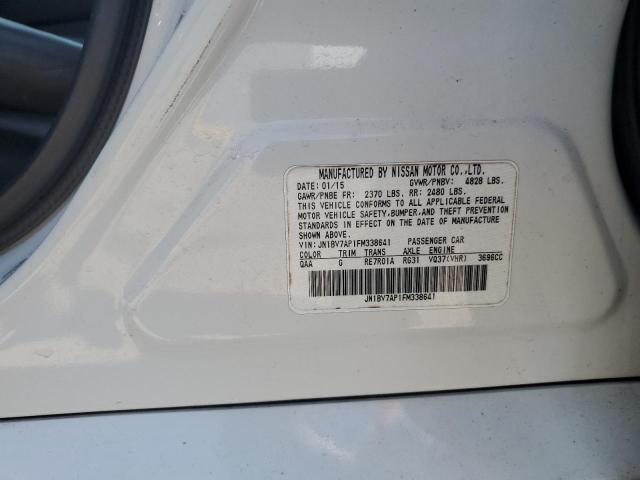 MANUFACTURED BY NISSAN MOTOR CO.,LTD.
DATE: 01/15 GVWR/PNBV: 4828 LBS.
GAWR/PNBE FR: 2370 LBS. RR: 2480 LBS.
THIS VEHICLE CONFORMS TO ALL APPLICABLE FEDERAL
MOTOR VEHICLE SAFETY,BUMPER,AND THEFT PREVENTION
STANDARDS IN EFFECT ON THE DATE OF MANUFACTURE
SHOWN ABOVE.
VIN: JN1BV7AP1FM338641 PASSENGER CAR
COLOR TRIM TRANS AXLE ENGINE
QAA G RE7R01A RG31 VQ37(VHR) 3696CC
JN1BV7AP1FM338641